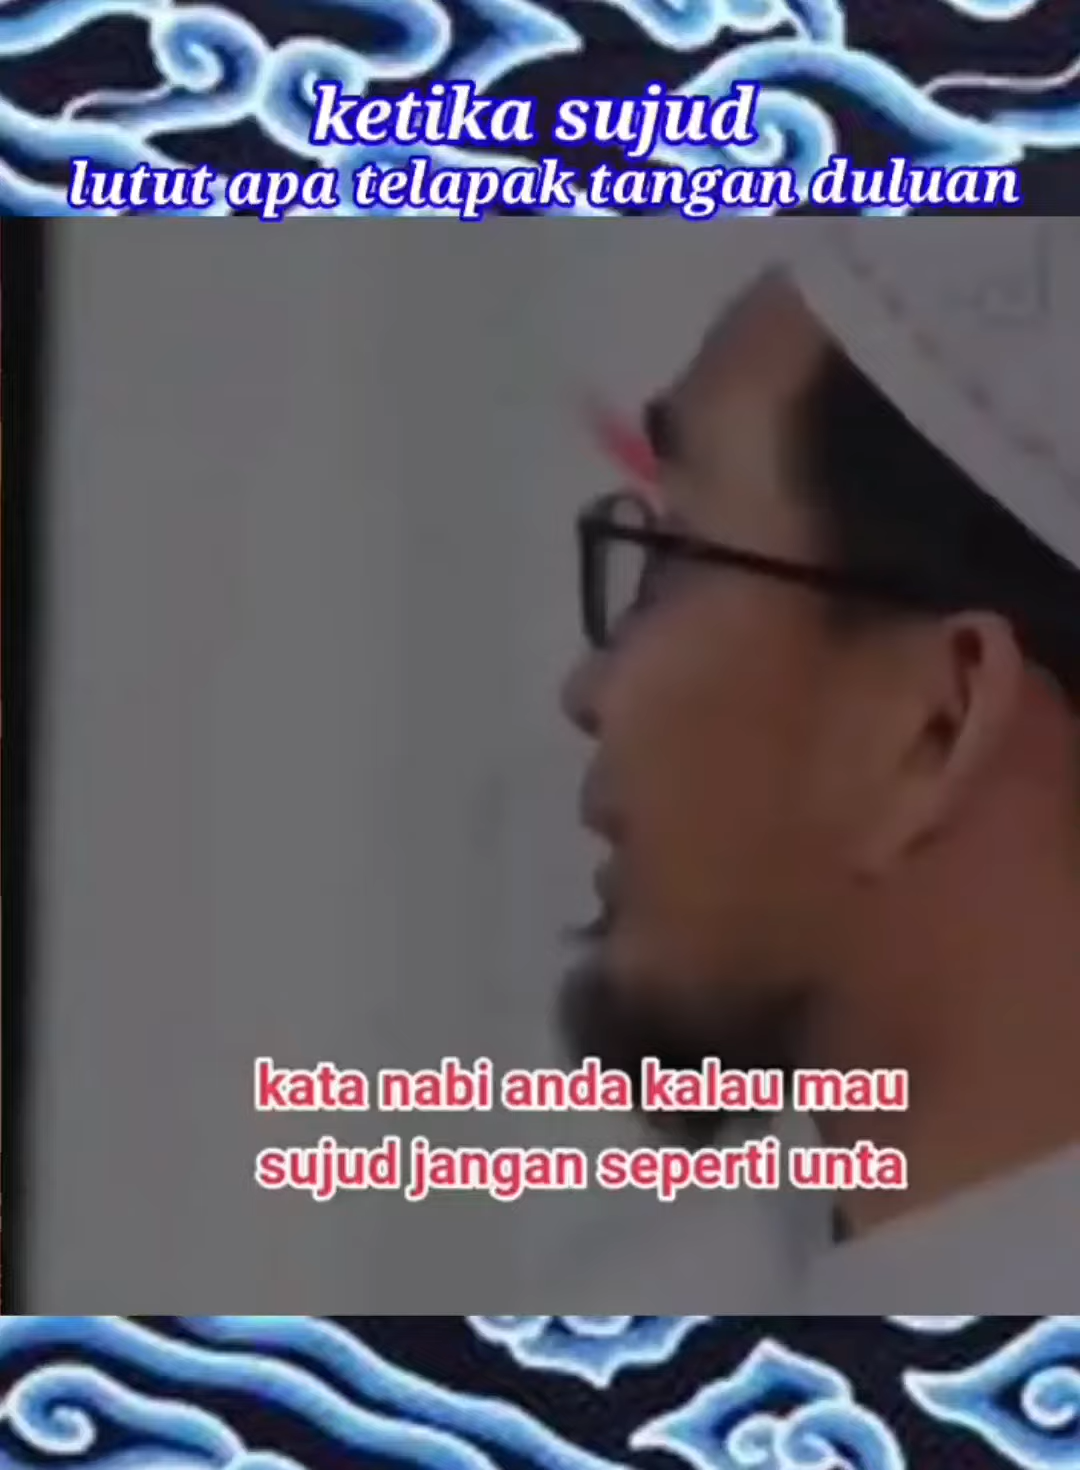 ketika sujud
lutut apa telapak tangan duluan
kata nabi anda kalau mau
sujud jangan seperti unta